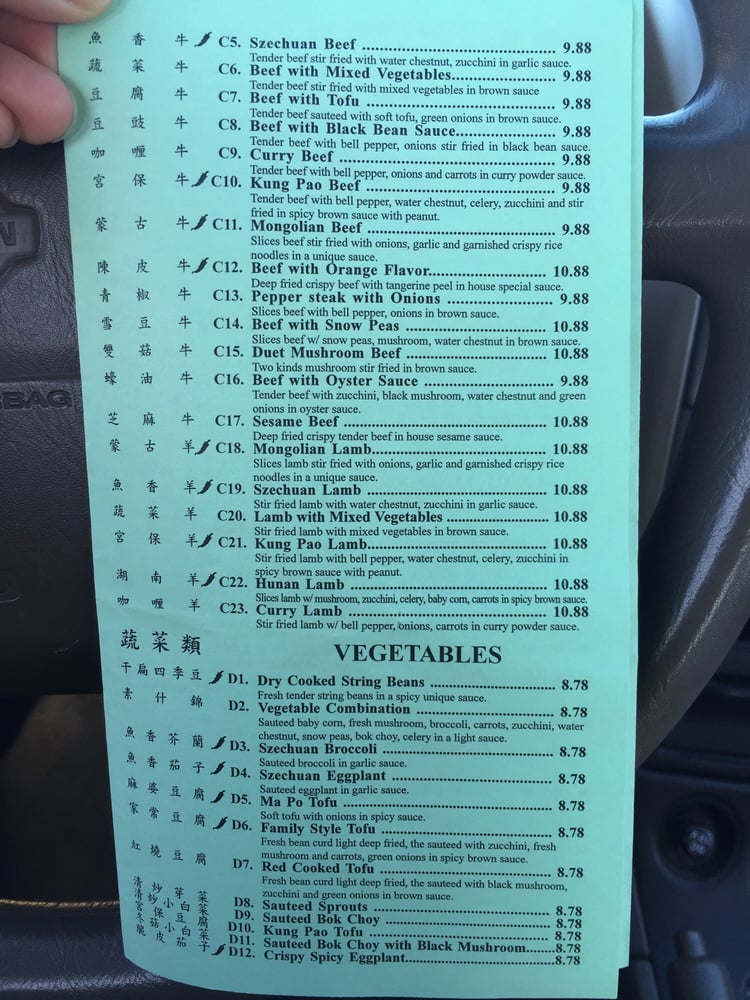 魚 香 牛 C5. Szechuan Beef 9.88
Tender beef stir fried with water chestnut, zucchini in garlic sauce.
蔬 菜 牛 C6. Beef with Mixed Vegetables 9.88
Tender beef stir fried with mixed vegetables in brown sauce
豆 腐 牛 C7. Beef with Tofu 9.88
Tender beef sauteed with soft tofu, green onions in brown sauce.
豆 豉 牛 C8. Beef with Black Bean Sauce 9.88
Tender beef with bell pepper, onions stir fried in black bean sauce.
咖 喱 牛 C9. Curry Beef 9.88
Tender beef with bell pepper, onions and carrots in curry powder sauce.
宮 保 牛 C10. Kung Pao Beef 9.88
Tender beef with bell pepper, water chestnut, celery, zucchini and stir
fried in spicy brown sauce with peanut.
蒙 古 牛 C11. Mongolian Beef 9.88
Slices beef stir fried with onions, garlic and garnished crispy rice
noodles in a unique sauce.
陳 皮 牛 C12. Beef with Orange Flavor 10.88
Deep fried crispy beef with tangerine peel in house special sauce.
青 椒 牛 C13. Pepper steak with Onions 9.88
Slices beef with bell pepper, onions in brown sauce.
雪 豆 牛 C14. Beef with Snow Peas 10.88
Slices beef w/ snow peas, mushroom, water chestnut in brown sauce.
雙 菇 牛 C15. Duet Mushroom Beef 10.88
Two kinds mushroom stir fried in brown sauce.
蠔 油 牛 C16. Beef with Oyster Sauce 9.88
Tender beef with zucchini, black mushroom, water chestnut and green
onions in oyster sauce.
芝 麻 牛 C17. Sesame Beef 10.88
Deep fried crispy tender beef in house sesame sauce.
蒙 古 羊 C18. Mongolian Lamb 10.88
Slices lamb stir fried with onions, garlic and garnished crispy rice
noodles in a unique sauce.
魚 香 羊 C19. Szechuan Lamb 10.88
Stir fried lamb with water chestnut, zucchini in garlic sauce.
蔬 菜 羊 C20. Lamb with Mixed Vegetables 10.88
Stir fried lamb with mixed vegetables in brown sauce.
宮 保 羊 C21. Kung Pao Lamb 10.88
Stir fried lamb with bell pepper, water chestnut, celery, zucchini in
spicy brown sauce with peanut.
湖 南 羊 C22. Hunan Lamb 10.88
Slices lamb w/ mushroom, zucchini, celery, baby corn, carrots in spicy brown sauce.
咖 喱 羊 C23. Curry Lamb 10.88
Stir fried lamb w/ bell pepper, onions, carrots in curry powder sauce.
蔬 菜 類 VEGETABLES
干 扁 四 季 豆 D1. Dry Cooked String Beans 8.78
Fresh tender string beans in a spicy unique sauce.
素 什 錦 D2. Vegetable Combination 8.78
Sauteed baby corn, fresh mushroom, broccoli, carrots, zucchini, water
chestnut, snow peas, bok choy, celery in a light sauce.
魚 香 芥 蘭 D3. Szechuan Broccoli 8.78
Sauteed broccoli in garlic sauce.
魚 香 茄 子 D4. Szechuan Eggplant 8.78
Sauteed eggplant in garlic sauce.
麻 婆 豆 腐 D5. Ma Po Tofu 8.78
Soft tofu with onions in spicy sauce.
家 常 豆 腐 D6. Family Style Tofu 8.78
Fresh bean curd light deep fried, the sauteed with zucchini, fresh
mushroom and carrots, green onions in spicy brown sauce.
紅 燒 豆 腐 D7. Red Cooked Tofu 8.78
Fresh bean curd light deep fried, the sauteed with black mushroom,
zucchini and green onions in brown sauce.
清 炒 芽 菜 D8. Sauteed Sprouts 8.78
清 炒 小 白 菜 D9. Sauteed Bok Choy 8.78
宮 保 豆 腐 D10. Kung Pao Tofu 8.78
冬 菇 小 白 菜 D11. Sauteed Bok Choy with Black Mushroom 8.78
脆 皮 茄 子 D12. Crispy Spicy Eggplant 8.78
BAG